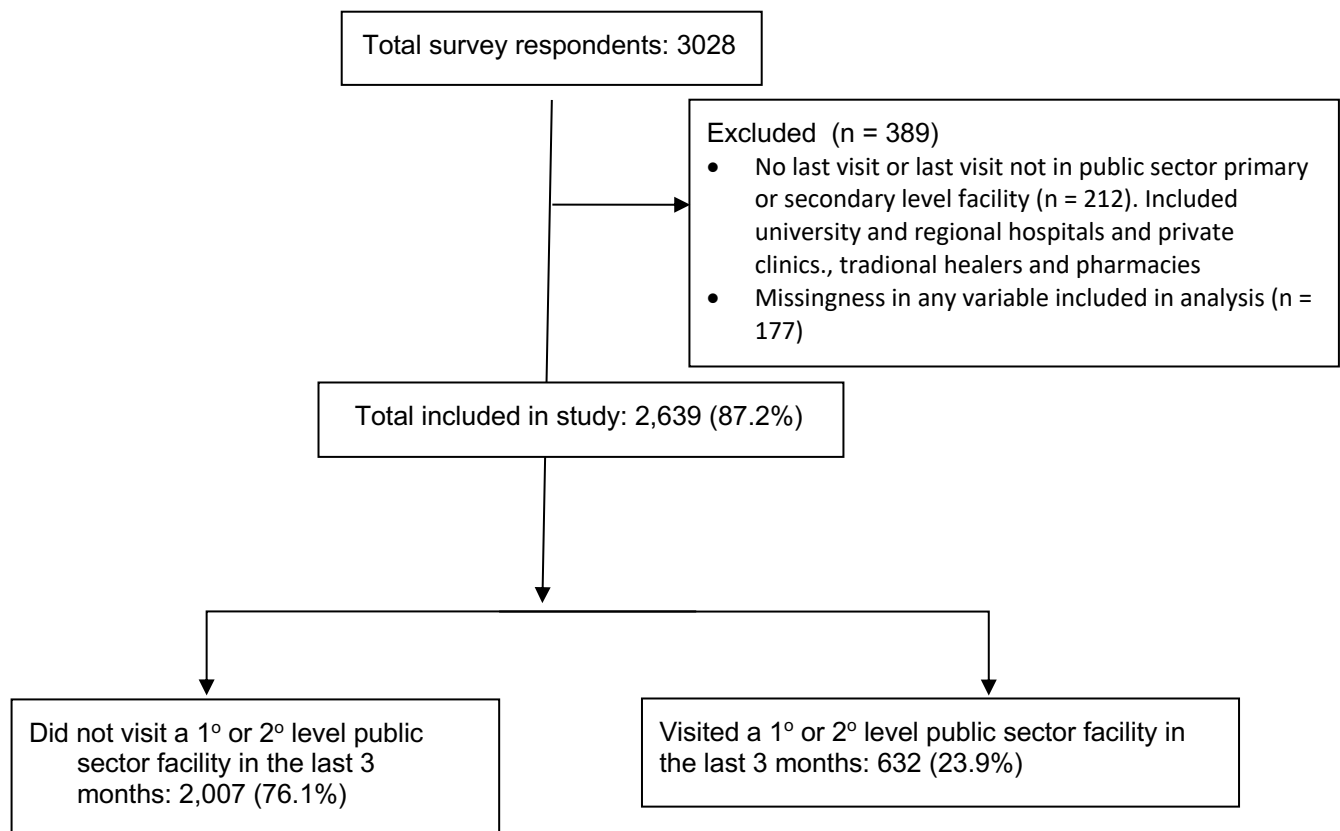 Total survey respondents: 3028
Excluded  (n = 389)
• No last visit or last visit not in public sector primary
or secondary level facility (n = 212). Included
university and regional hospitals and private
clinics., tradional healers and pharmacies
• Missingness in any variable included in analysis (n =
177)
Total included in study: 2,639 (87.2%)
Did not visit a 1º or 2º level public
sector facility in the last 3
months: 2,007 (76.1%)
Visited a 1º or 2º level public sector facility in
the last 3 months: 632 (23.9%)